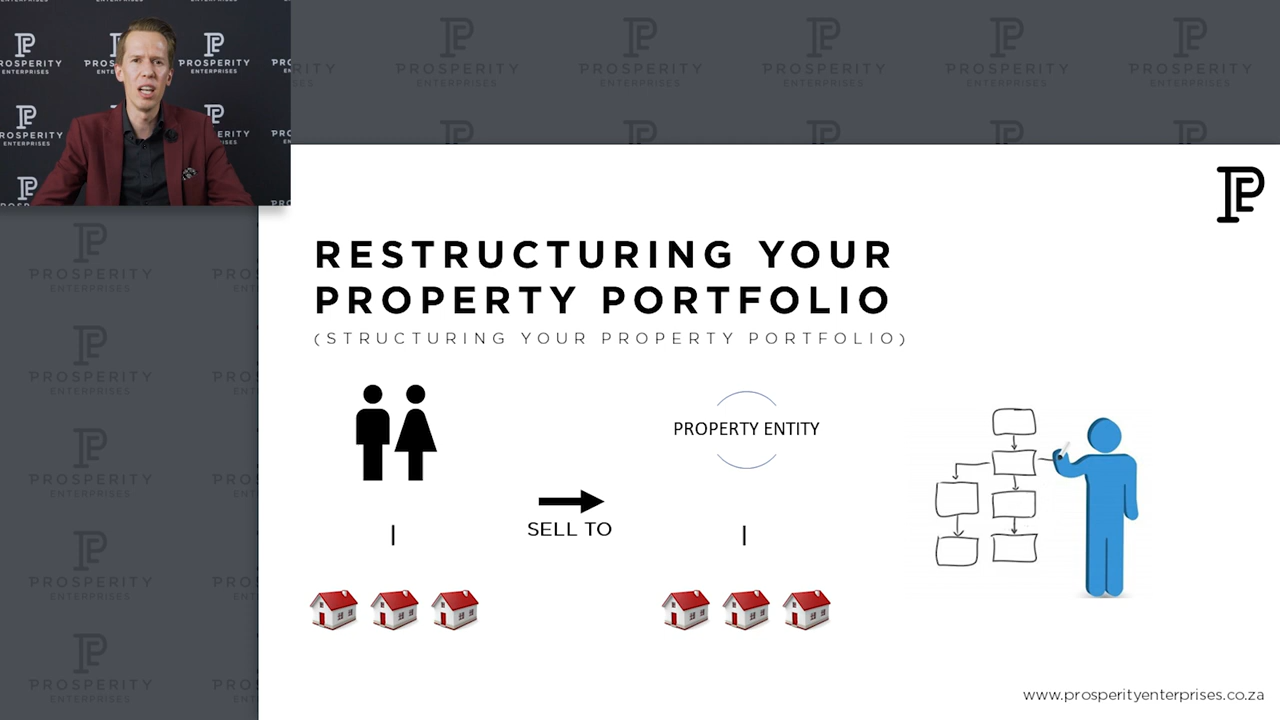 RESTRUCTURING YOUR
PROPERTY PORTFOLIO
(STRUCTURING YOUR PROPERTY PORTFOLIO)
PROPERTY ENTITY
SELL TO
www.prosperityenterprises.co.za
PROSPERITY
ENTERPRISES